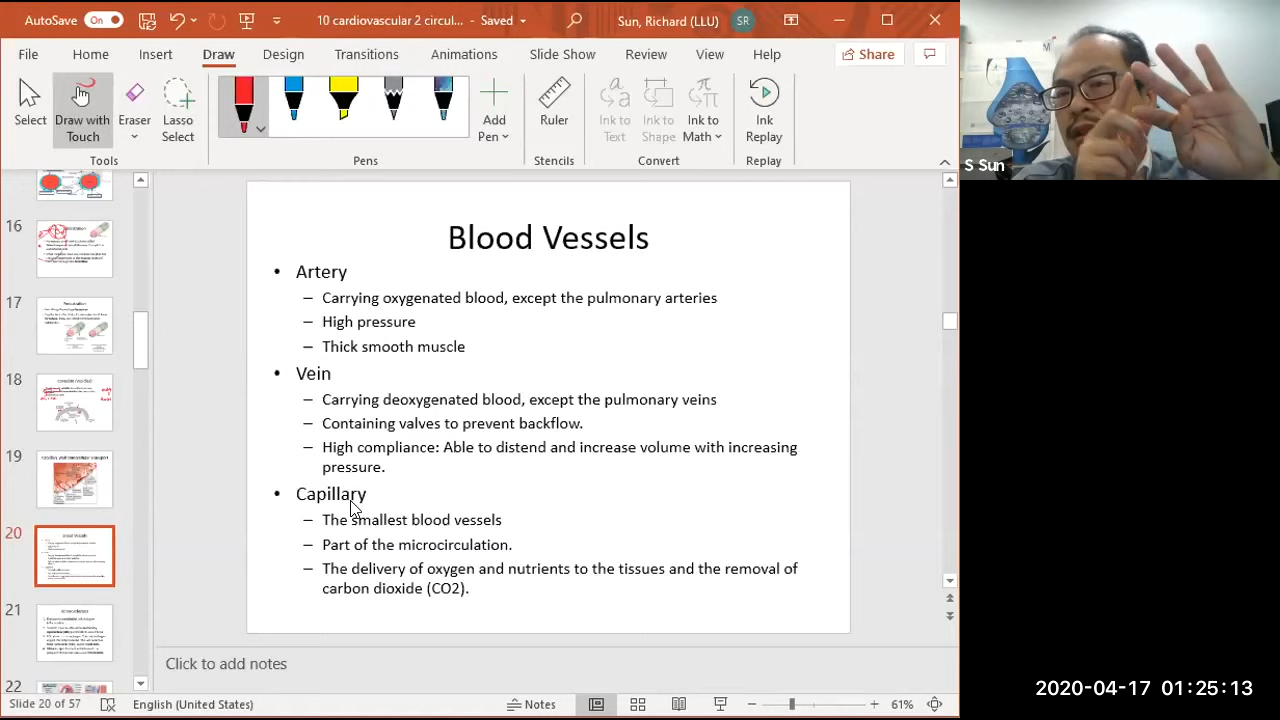 AutoSave On 10 cardiovascular 2 circul... - Saved Sun, Richard (LLU) SR
File Home Insert Draw Design Transitions Animations Slide Show Review View Help Share
Select
Draw with Touch
Eraser
Lasso Select
Add Pen
Ruler
Ink to Text
Ink to Shape
Ink to Math
Ink Replay
Tools Pens Stencils Convert Replay
S Sun
16
17
18
19
20
21
22
Blood Vessels
• Artery
– Carrying oxygenated blood, except the pulmonary arteries
– High pressure
– Thick smooth muscle
• Vein
– Carrying deoxygenated blood, except the pulmonary veins
– Containing valves to prevent backflow.
– High compliance: Able to distend and increase volume with increasing
pressure.
• Capillary
– The smallest blood vessels
– Part of the microcirculation
– The delivery of oxygen and nutrients to the tissues and the removal of
carbon dioxide (CO2).
Click to add notes
2020-04-17 01:25:13
Slide 20 of 57 English (United States) Notes 61%